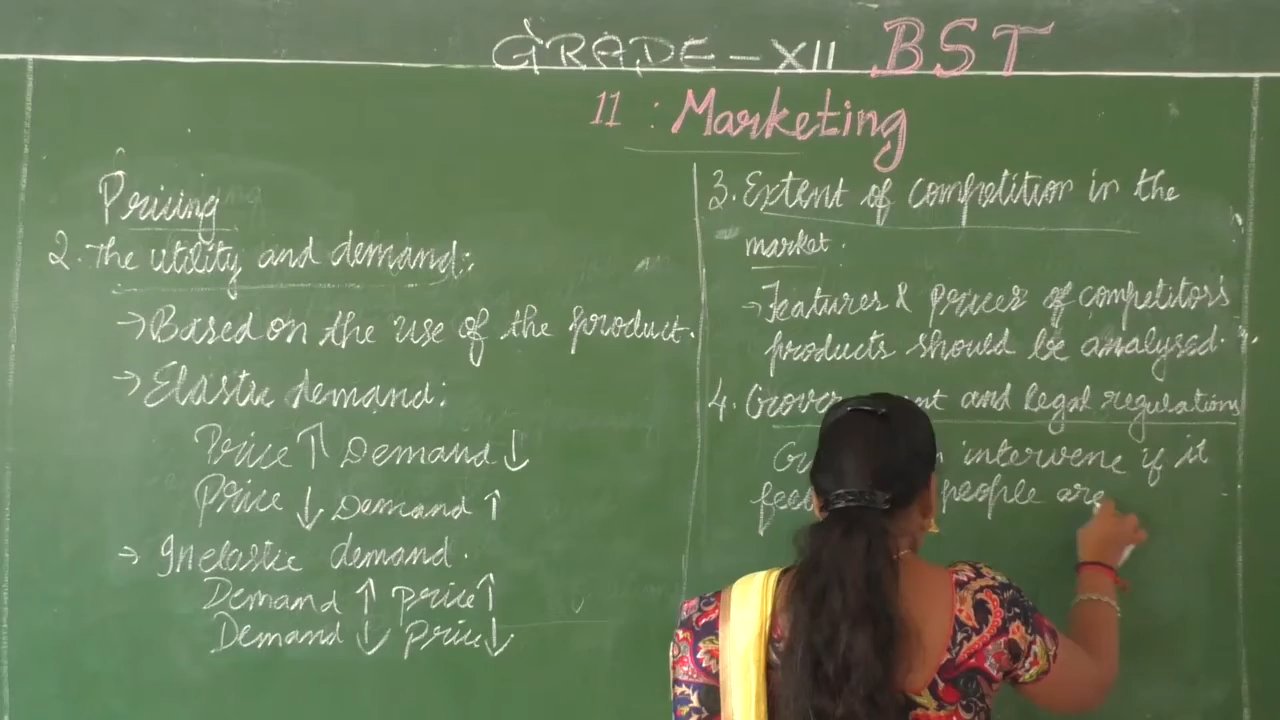 GRADE - XII BST
11 : Marketing
Pricing
2. The utility and demand:
→ Based on the use of the product.
→ Elastic demand:
Price ↑ Demand ↓
Price ↓ Demand ↑
→ Inelastic demand.
Demand ↑ price ↑
Demand ↓ price ↓
3. Extent of competition in the
market.
→ Features & prices of competitors
products should be analysed.
4. and legal regulations
intervene if it
people are